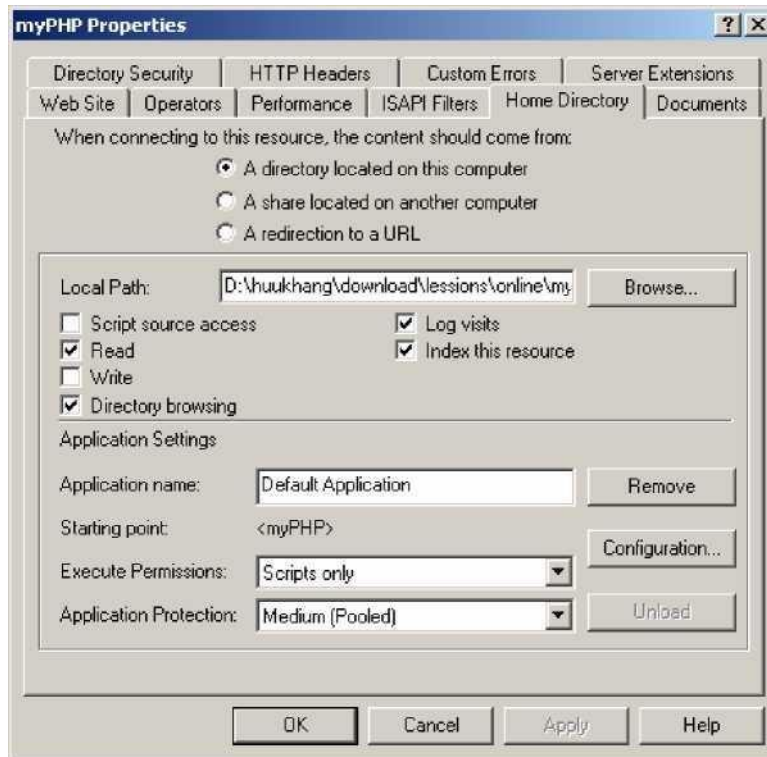 myPHP Properties
Directory Security HTTP Headers Custom Errors Server Extensions
Web Site Operators Performance ISAPI Filters Home Directory Documents
When connecting to this resource, the content should come from:
A directory located on this computer
A share located on another computer
A redirection to a URL
Local Path: D:\huukhang\download\lessions\online\my Browse...
Script source access Log visits
Read Index this resource
Write
Directory browsing
Application Settings
Application name: Default Application Remove
Starting point: <myPHP>
Configuration...
Execute Permissions: Scripts only
Application Protection: Medium (Pooled) Unload
OK Cancel Apply Help